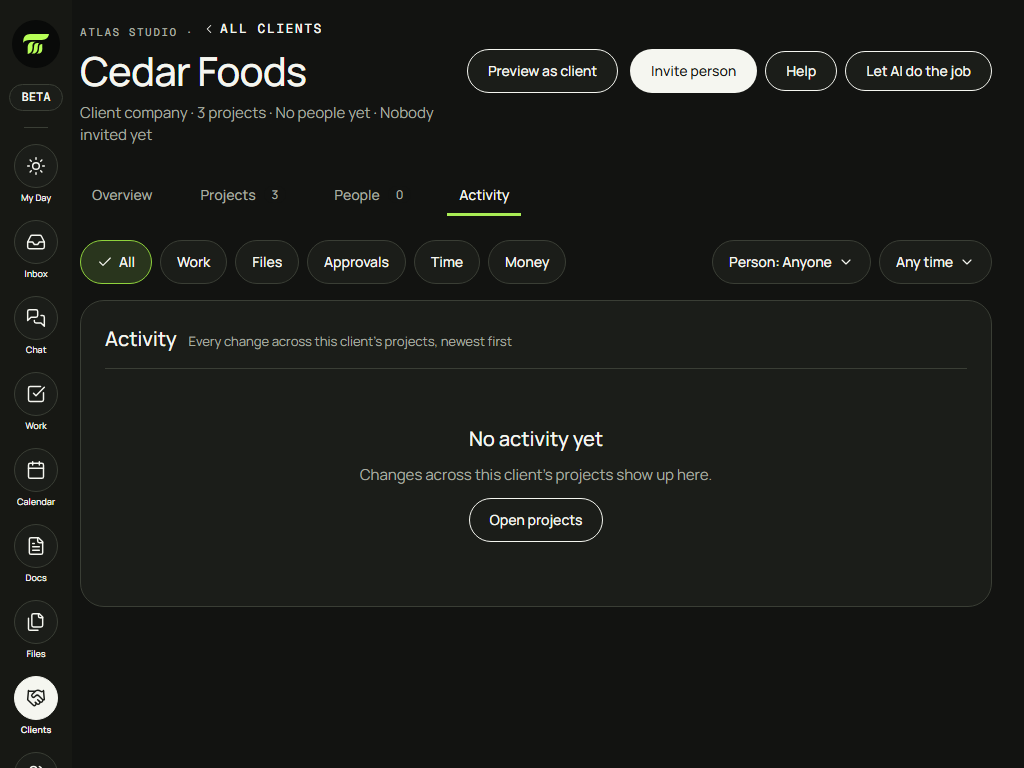 ATLAS STUDIO · ALL CLIENTS
Cedar Foods
Preview as client
Invite person
Help
Let AI do the job
BETA
Client company · 3 projects · No people yet · Nobody
invited yet
My Day
Inbox
Chat
Work
Calendar
Docs
Files
Clients
Overview
Projects 3
People 0
Activity
All
Work
Files
Approvals
Time
Money
Person: Anyone
Any time
Activity Every change across this client's projects, newest first
No activity yet
Changes across this client's projects show up here.
Open projects